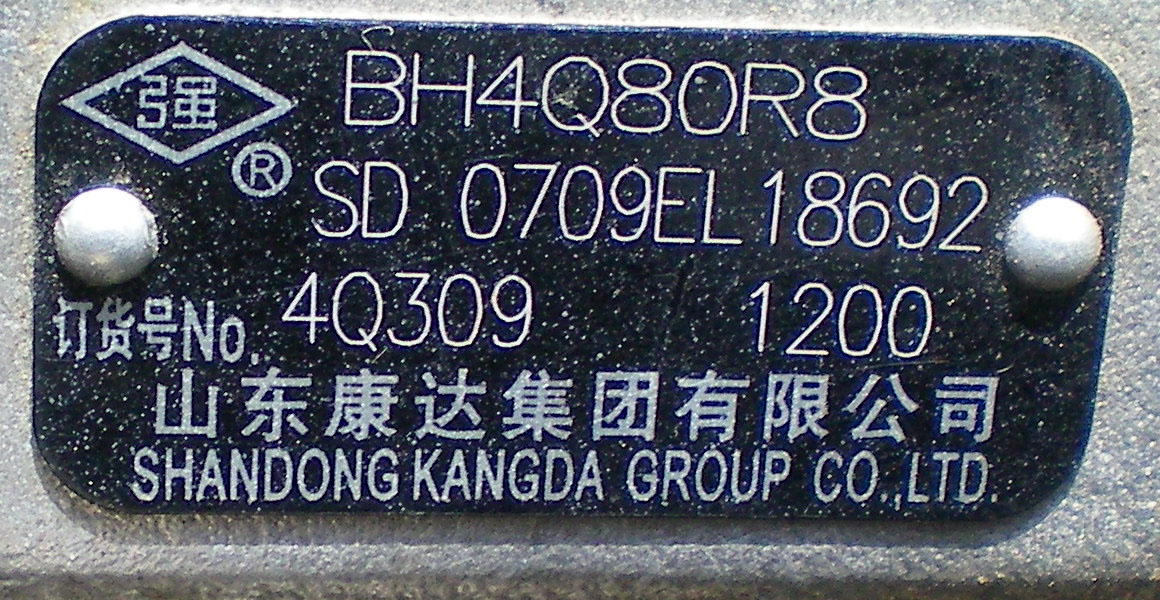 强 BH4Q80R8
® SD 0709EL18692
订货号No. 4Q309 1200
山东康达集团有限公司
SHANDONG KANGDA GROUP CO.,LTD.